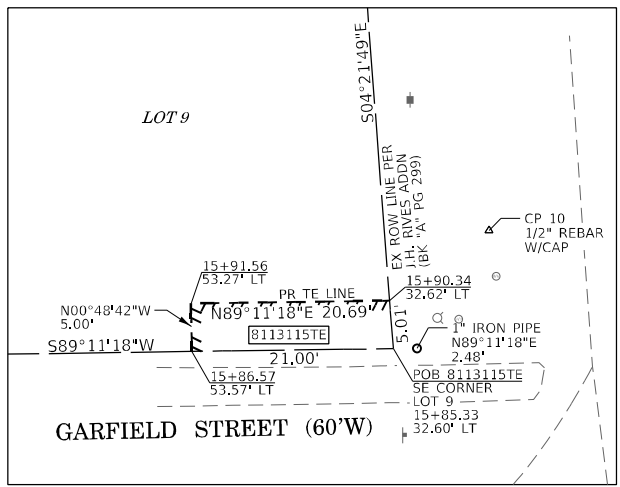 LOT 9
S04°21'49"E
EX ROW LINE PER
J.H. RIVES ADDN
(BK "A" PG 299)
CP 10
1/2" REBAR
W/CAP
15+91.56
53.27' LT
PR TE LINE
15+90.34
32.62' LT
N00°48'42"W
5.00'
N89°11'18"E 20.69'
5.01'
8113115TE
1" IRON PIPE
N89°11'18"E
2.48'
S89°11'18"W
21.00'
15+86.57
53.57' LT
POB 8113115TE
SE CORNER
LOT 9
15+85.33
32.60' LT
GARFIELD STREET (60'W)